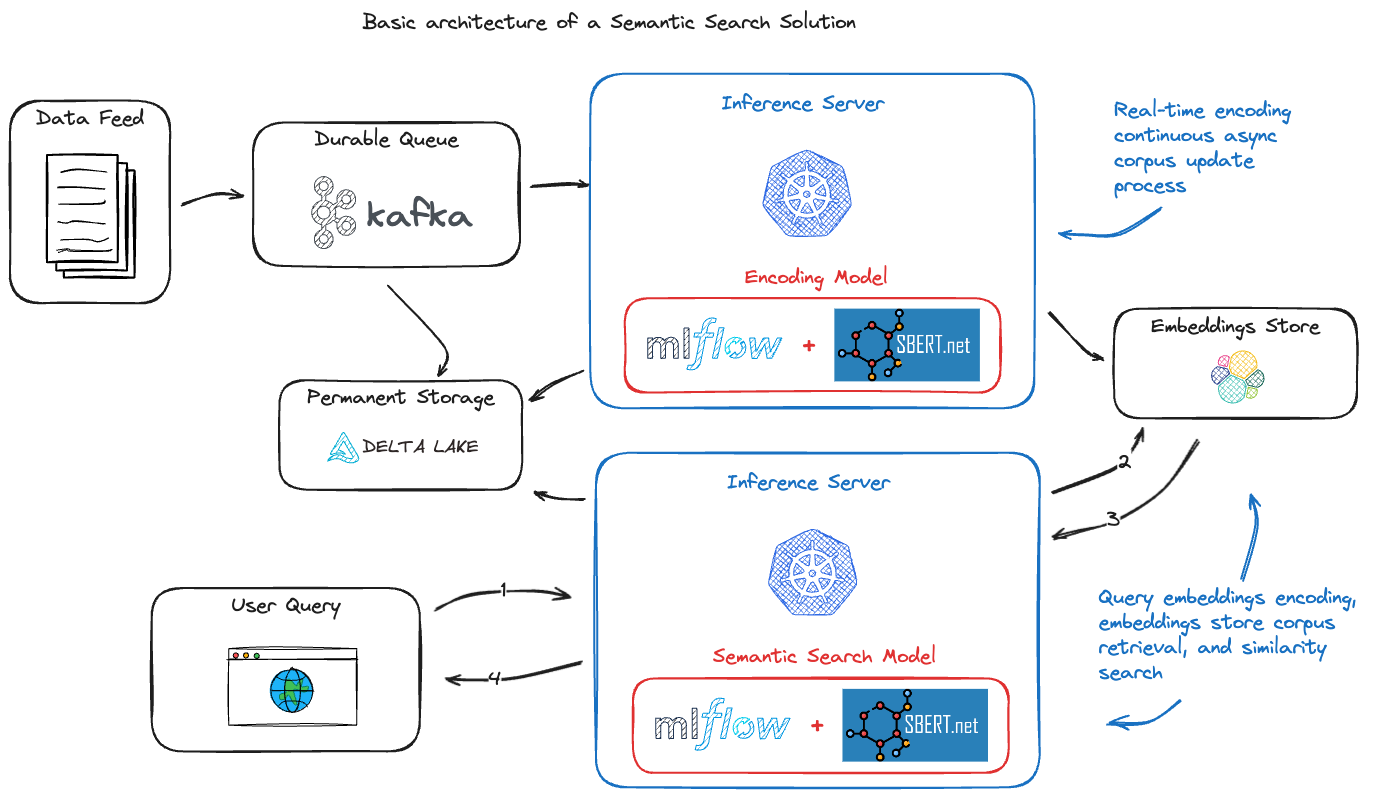 Basic architecture of a Semantic Search Solution
Data Feed
Durable Queue
kafka
Inference Server
Encoding Model
mlflow + SBERT.net
Real-time encoding
continuous async
corpus update
process
Embeddings Store
Permanent Storage
DELTA LAKE
Inference Server
Semantic Search Model
mlflow + SBERT.net
2
3
User Query
1
4
Query embeddings encoding,
embeddings store corpus
retrieval, and similarity
search